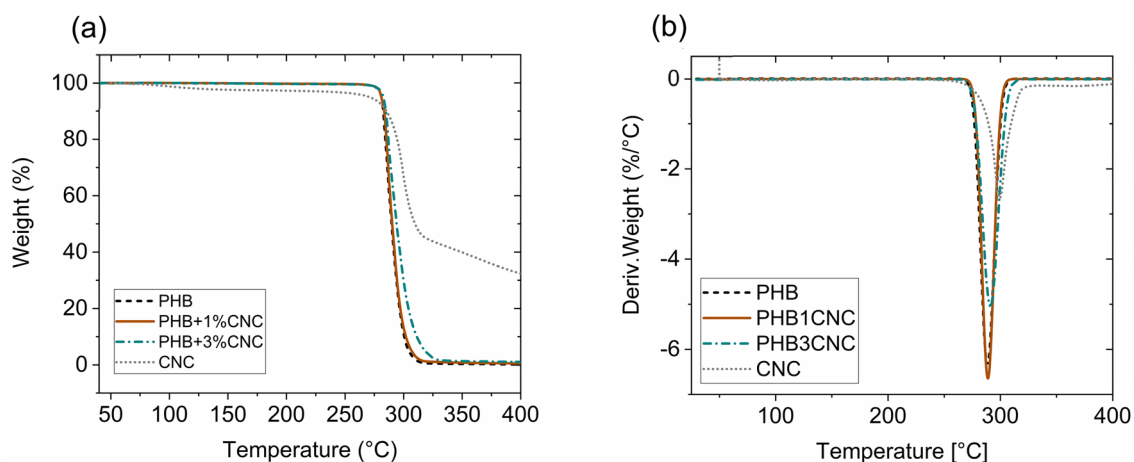 (a)
100
80
60
40
20
0
Weight (%)
PHB
PHB+1%CNC
PHB+3%CNC
CNC
50 100 150 200 250 300 350 400
Temperature (°C)
(b)
0
-2
-4
-6
Deriv.Weight (%/°C)
PHB
PHB1CNC
PHB3CNC
CNC
100 200 300 400
Temperature [°C]